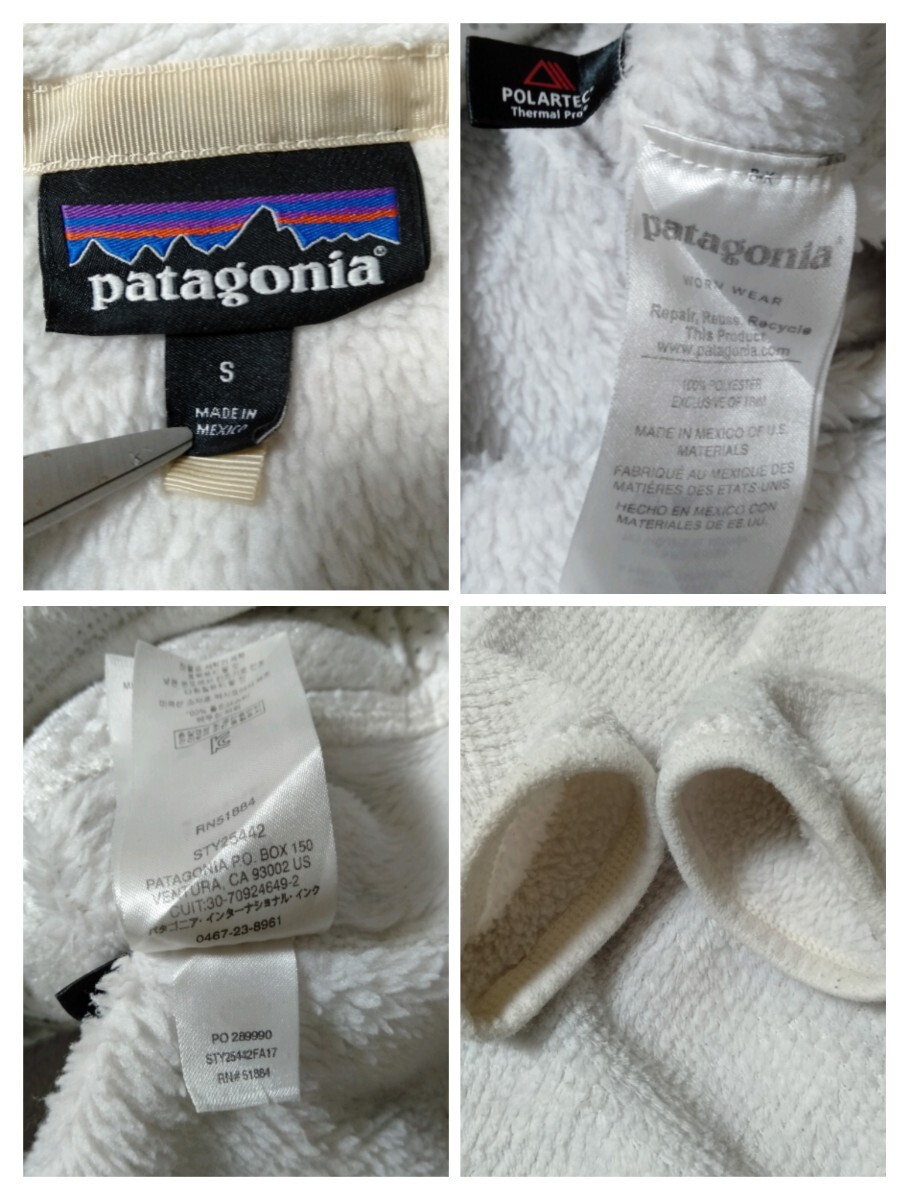 patagonia®
S
MADE IN
MEXICO
POLARTEC
Thermal Pro®
patagonia®
WORN WEAR
Repair, Reuse, Recycle
This Product
www.patagonia.com
100% POLYESTER
EXCLUSIVE OF TRIM
MADE IN MEXICO OF U.S.
MATERIALS
FABRIQUÉ AU MEXIQUE DES
MATIÈRES DES ETATS-UNIS
HECHO EN MEXICO CON
MATERIALES DE EE.UU.
RN51884
STY25442
PATAGONIA P.O. BOX 150
VENTURA, CA 93002 US
CUIT:30-70924649-2
パタゴニア・インターナショナル・インク
0467-23-8961
PO 289990
STY25442FA17
RN# 51884